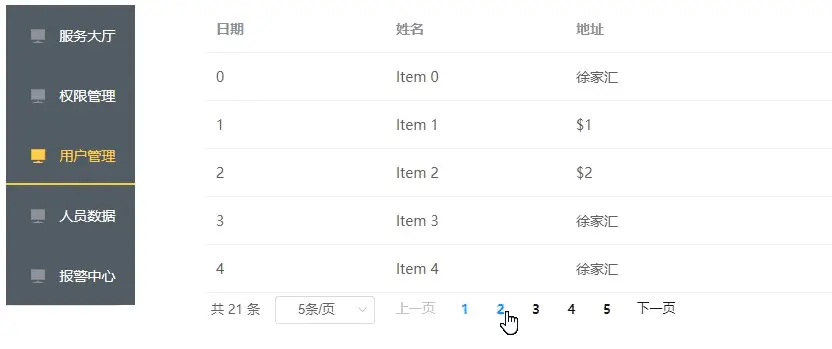 服务大厅
权限管理
用户管理
人员数据
报警中心
日期 姓名 地址
0 Item 0 徐家汇
1 Item 1 $1
2 Item 2 $2
3 Item 3 徐家汇
4 Item 4 徐家汇
共 21 条 5条/页 上一页 1 2 3 4 5 下一页